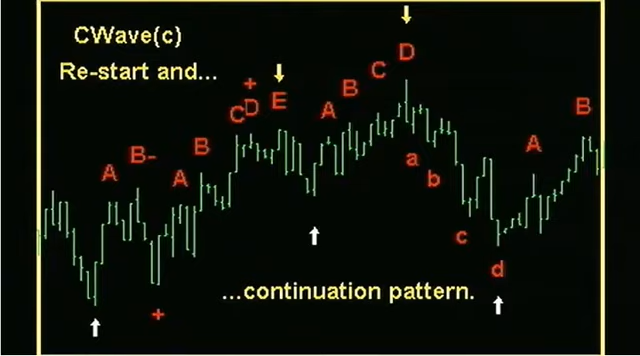 CWave(c)
Re-start and...
A
B-
A
B
C
D
+
E
A
B
C
D
a
b
c
d
A
B
+
...continuation pattern.